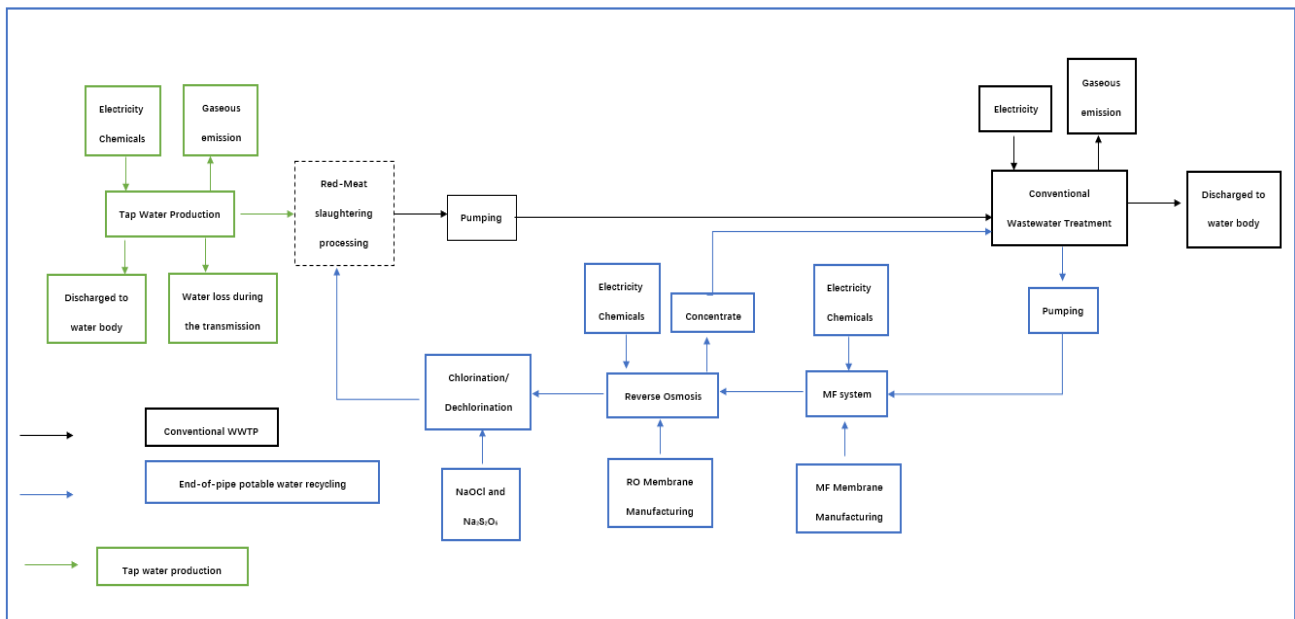 Electricity
Chemicals
Gaseous
emission
Electricity
Gaseous
emission
Tap Water Production
Red-Meat
slaughtering
processing
Pumping
Conventional
Wastewater Treatment
Discharged to
water body
Discharged to
water body
Water loss during
the transmission
Electricity
Chemicals
Concentrate
Electricity
Chemicals
Pumping
Chlorination/
Dechlorination
Reverse Osmosis
MF system
Conventional WWTP
End-of-pipe potable water recycling
NaOCl and
RO Membrane
Manufacturing
MF Membrane
Manufacturing
Tap water production